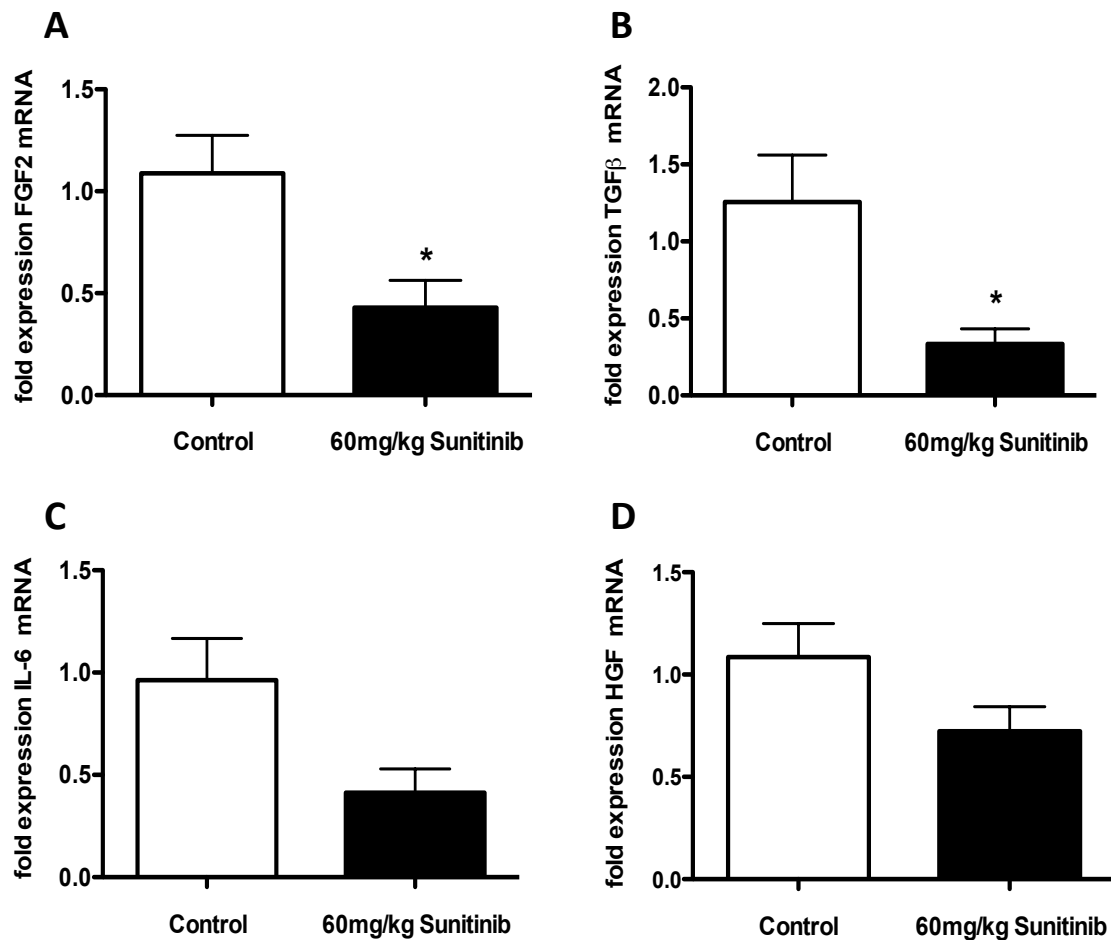 A
fold expression FGF2 mRNA
1.5
1.0
0.5
0.0
*
Control
60mg/kg Sunitinib
B
fold expression TGFβ mRNA
2.0
1.5
1.0
0.5
0.0
*
Control
60mg/kg Sunitinib
C
fold expression IL-6 mRNA
1.5
1.0
0.5
0.0
Control
60mg/kg Sunitinib
D
fold expression HGF mRNA
1.5
1.0
0.5
0.0
Control
60mg/kg Sunitinib